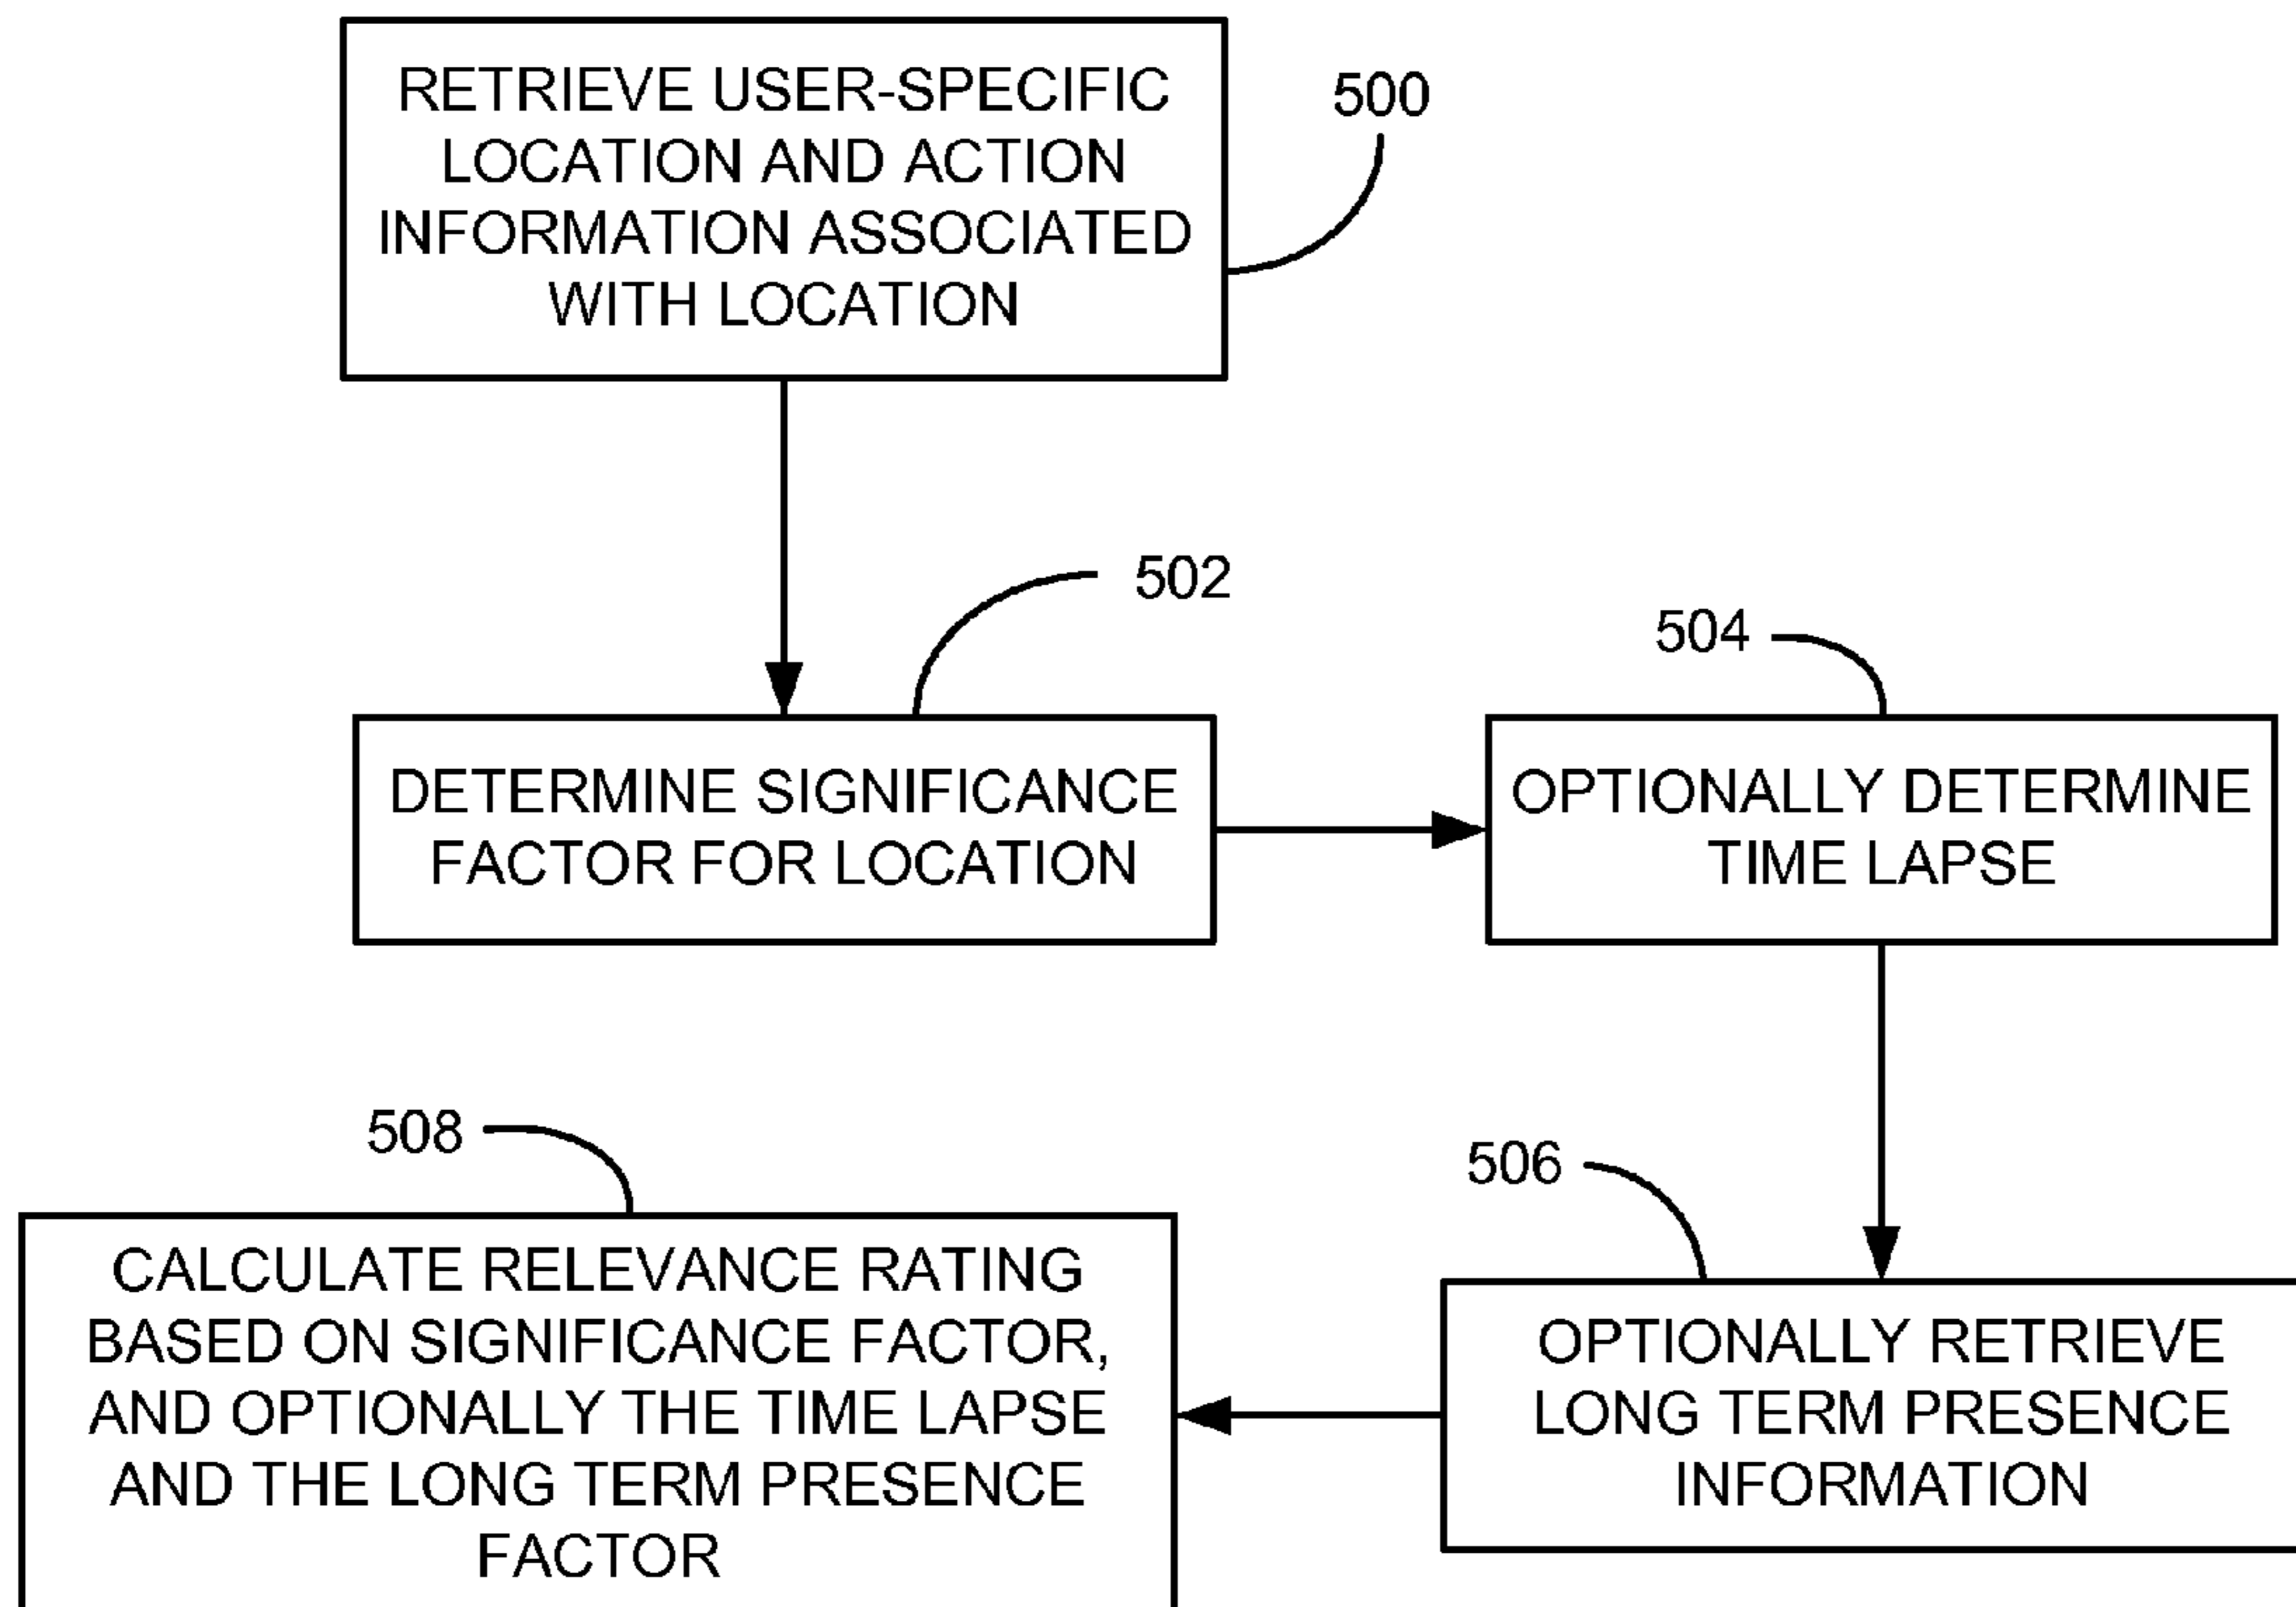 RETRIEVE USER-SPECIFIC
LOCATION AND ACTION
INFORMATION ASSOCIATED
WITH LOCATION
500
502
DETERMINE SIGNIFICANCE
FACTOR FOR LOCATION
504
OPTIONALLY DETERMINE
TIME LAPSE
506
OPTIONALLY RETRIEVE
LONG TERM PRESENCE
INFORMATION
508
CALCULATE RELEVANCE RATING
BASED ON SIGNIFICANCE FACTOR,
AND OPTIONALLY THE TIME LAPSE
AND THE LONG TERM PRESENCE
FACTOR